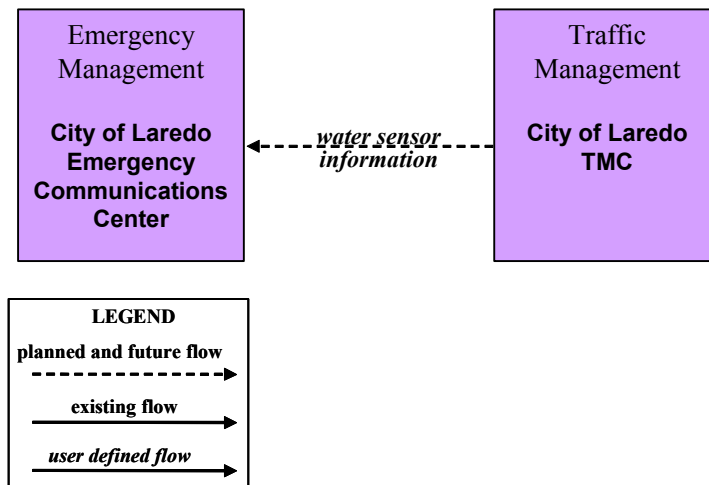 Emergency
Management
City of Laredo
Emergency
Communications
Center
water sensor
information
Traffic
Management
City of Laredo
TMC
LEGEND
planned and future flow
existing flow
user defined flow